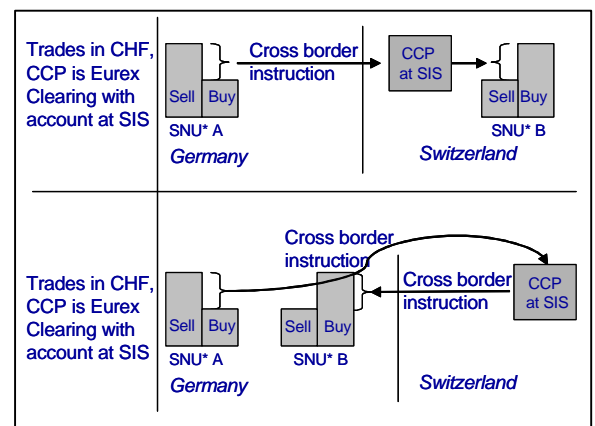 Trades in CHF,
CCP is Eurex
Clearing with
account at SIS
Cross border
instruction
CCP
at SIS
Sell Buy
Sell Buy
SNU* A
SNU* B
Germany
Switzerland
Trades in CHF,
CCP is Eurex
Clearing with
account at SIS
Cross border
instruction
Cross border
instruction
CCP
at SIS
Sell Buy
Sell Buy
SNU* A
SNU* B
Germany
Switzerland